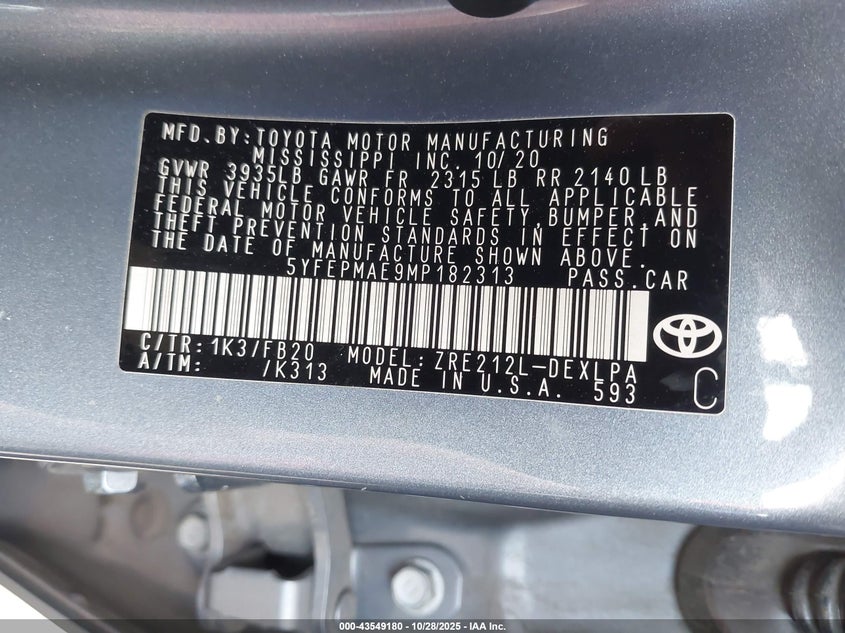 MFD.BY:TOYOTA MOTOR MANUFACTURING
MISSISSIPPI INC. 10/20
GVWR 3935LB GAWR FR 2315 LB RR 2140 LB
THIS VEHICLE CONFORMS TO ALL APPLICABLE
FEDERAL MOTOR VEHICLE SAFETY,BUMPER,AND
THEFT PREVENTION STANDARDS IN EFFECT ON
THE DATE OF MANUFACTURE SHOWN ABOVE.
5YFEPMAE9MP182313 PASS.CAR
C/TR: 1K3/FB20 MODEL: ZRE212L-DEXLPA
A/TM: /K313 MADE IN U.S.A. 593 C
000-43549180 - 10/28/2025 - IAA Inc.